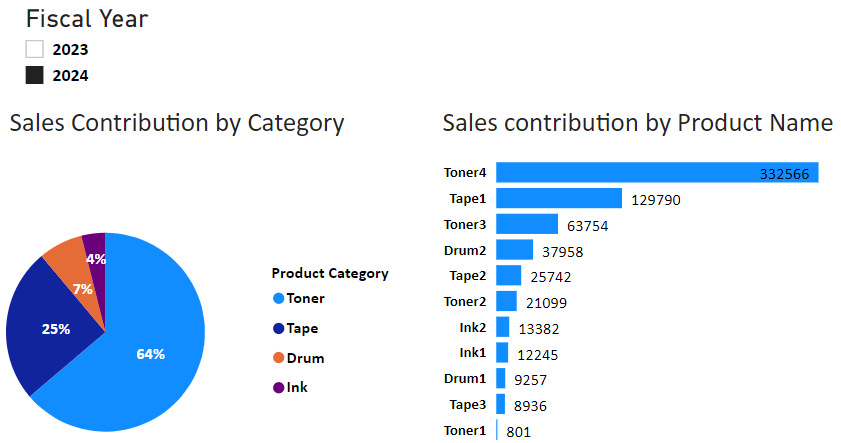 Fiscal Year
2023
2024
Sales Contribution by Category
4%
7%
25%
64%
Product Category
Toner
Tape
Drum
Ink
Sales contribution by Product Name
Toner4 332566
Tape1 129790
Toner3 63754
Drum2 37958
Tape2 25742
Toner2 21099
Ink2 13382
Ink1 12245
Drum1 9257
Tape3 8936
Toner1 801